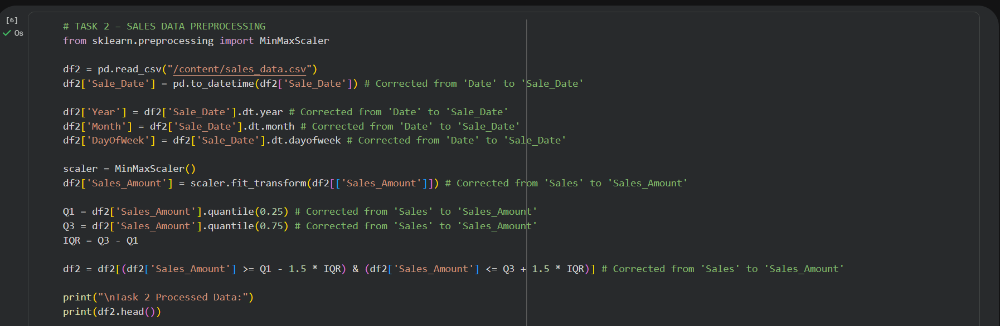 [6]
0s
# TASK 2 – SALES DATA PREPROCESSING
from sklearn.preprocessing import MinMaxScaler
df2 = pd.read_csv("/content/sales_data.csv")
df2['Sale_Date'] = pd.to_datetime(df2['Sale_Date']) # Corrected from 'Date' to 'Sale_Date'
df2['Year'] = df2['Sale_Date'].dt.year # Corrected from 'Date' to 'Sale_Date'
df2['Month'] = df2['Sale_Date'].dt.month # Corrected from 'Date' to 'Sale_Date'
df2['DayOfWeek'] = df2['Sale_Date'].dt.dayofweek # Corrected from 'Date' to 'Sale_Date'
scaler = MinMaxScaler()
df2['Sales_Amount'] = scaler.fit_transform(df2[['Sales_Amount']]) # Corrected from 'Sales' to 'Sales_Amount'
Q1 = df2['Sales_Amount'].quantile(0.25) # Corrected from 'Sales' to 'Sales_Amount'
Q3 = df2['Sales_Amount'].quantile(0.75) # Corrected from 'Sales' to 'Sales_Amount'
IQR = Q3 - Q1
df2 = df2[(df2['Sales_Amount'] >= Q1 - 1.5 * IQR) & (df2['Sales_Amount'] <= Q3 + 1.5 * IQR)] # Corrected from 'Sales' to 'Sales_Amount'
print("\nTask 2 Processed Data:")
print(df2.head())